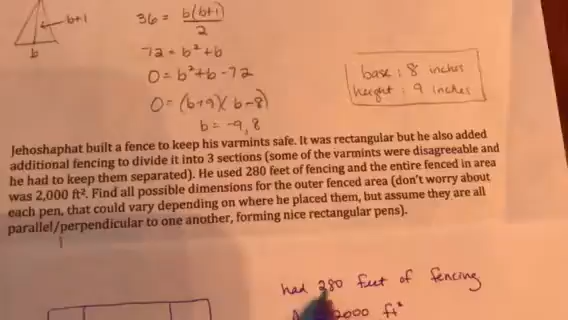 b+1
b
36 = b(b+1)
2
72 = b²+b
0 = b²+b-72
0 = (b+9)(b-8)
b = -9, 8
base: 8 inches
height: 9 inches
Jehoshaphat built a fence to keep his varmints safe. It was rectangular but he also added
additional fencing to divide it into 3 sections (some of the varmints were disagreeable and
he had to keep them separated). He used 280 feet of fencing and the entire fenced in area
was 2,000 ft². Find all possible dimensions for the outer fenced area (don't worry about
each pen, that could vary depending on where he placed them, but assume they are all
parallel/perpendicular to one another, forming nice rectangular pens).
had 280 feet of fencing
2000 ft²